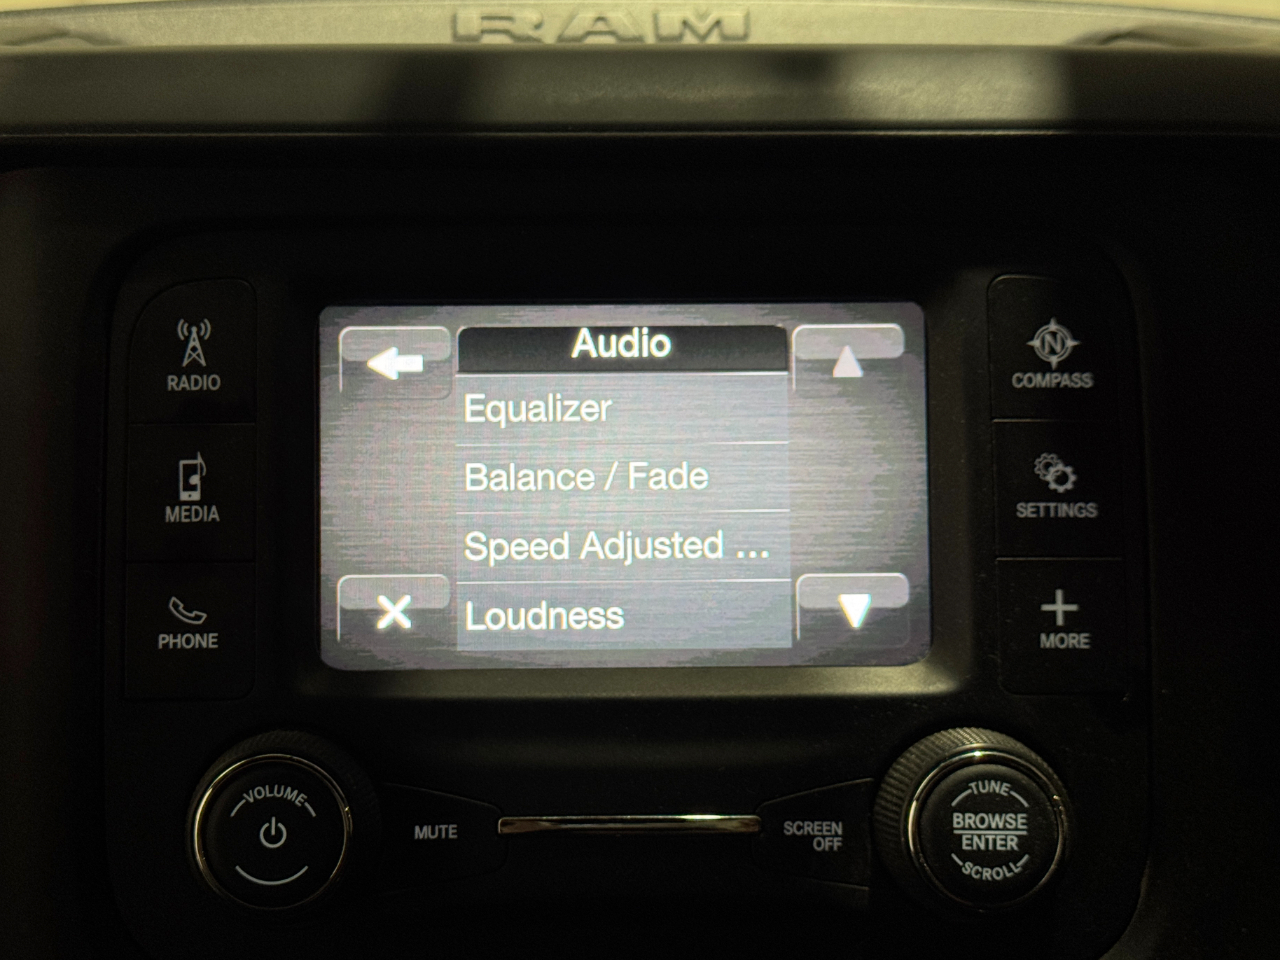 RAM
RADIO
MEDIA
PHONE
Audio
Equalizer
Balance / Fade
Speed Adjusted ...
Loudness
N
COMPASS
SETTINGS
MORE
VOLUME
MUTE
SCREEN
OFF
TUNE
BROWSE
ENTER
SCROLL